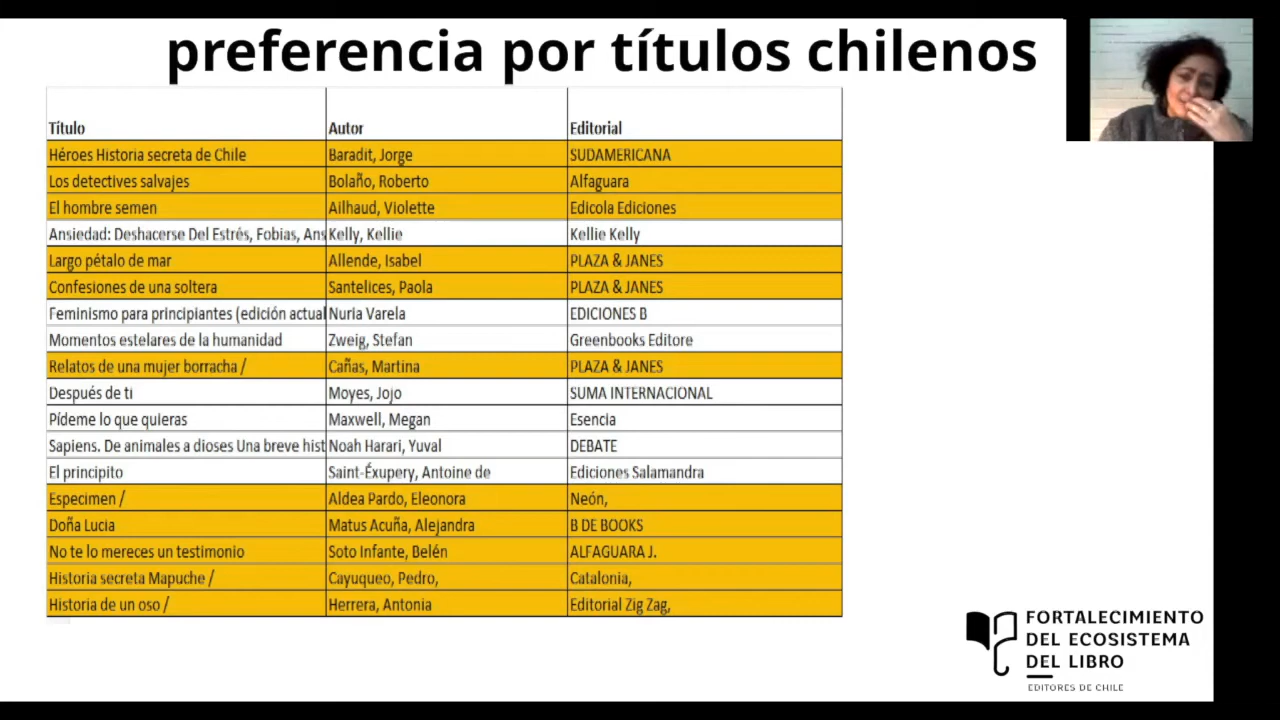 preferencia por títulos chilenos
Título Autor Editorial
Héroes Historia secreta de Chile Baradit, Jorge SUDAMERICANA
Los detectives salvajes Bolaño, Roberto Alfaguara
El hombre semen Ailhaud, Violette Edicola Ediciones
Ansiedad: Deshacerse Del Estrés, Fobias, Ans Kelly, Kellie Kellie Kelly
Largo pétalo de mar Allende, Isabel PLAZA & JANES
Confesiones de una soltera Santelices, Paola PLAZA & JANES
Feminismo para principiantes (edición actual Nuria Varela EDICIONES B
Momentos estelares de la humanidad Zweig, Stefan Greenbooks Editore
Relatos de una mujer borracha / Cañas, Martina PLAZA & JANES
Después de ti Moyes, Jojo SUMA INTERNACIONAL
Pídeme lo que quieras Maxwell, Megan Esencia
Sapiens. De animales a dioses Una breve hist Noah Harari, Yuval DEBATE
El principito Saint-Éxupery, Antoine de Ediciones Salamandra
Especimen / Aldea Pardo, Eleonora Neón,
Doña Lucia Matus Acuña, Alejandra B DE BOOKS
No te lo mereces un testimonio Soto Infante, Belén ALFAGUARA J.
Historia secreta Mapuche / Cayuqueo, Pedro, Catalonia,
Historia de un oso / Herrera, Antonia Editorial Zig Zag,
FORTALECIMIENTO
DEL ECOSISTEMA
DEL LIBRO
EDITORES DE CHILE